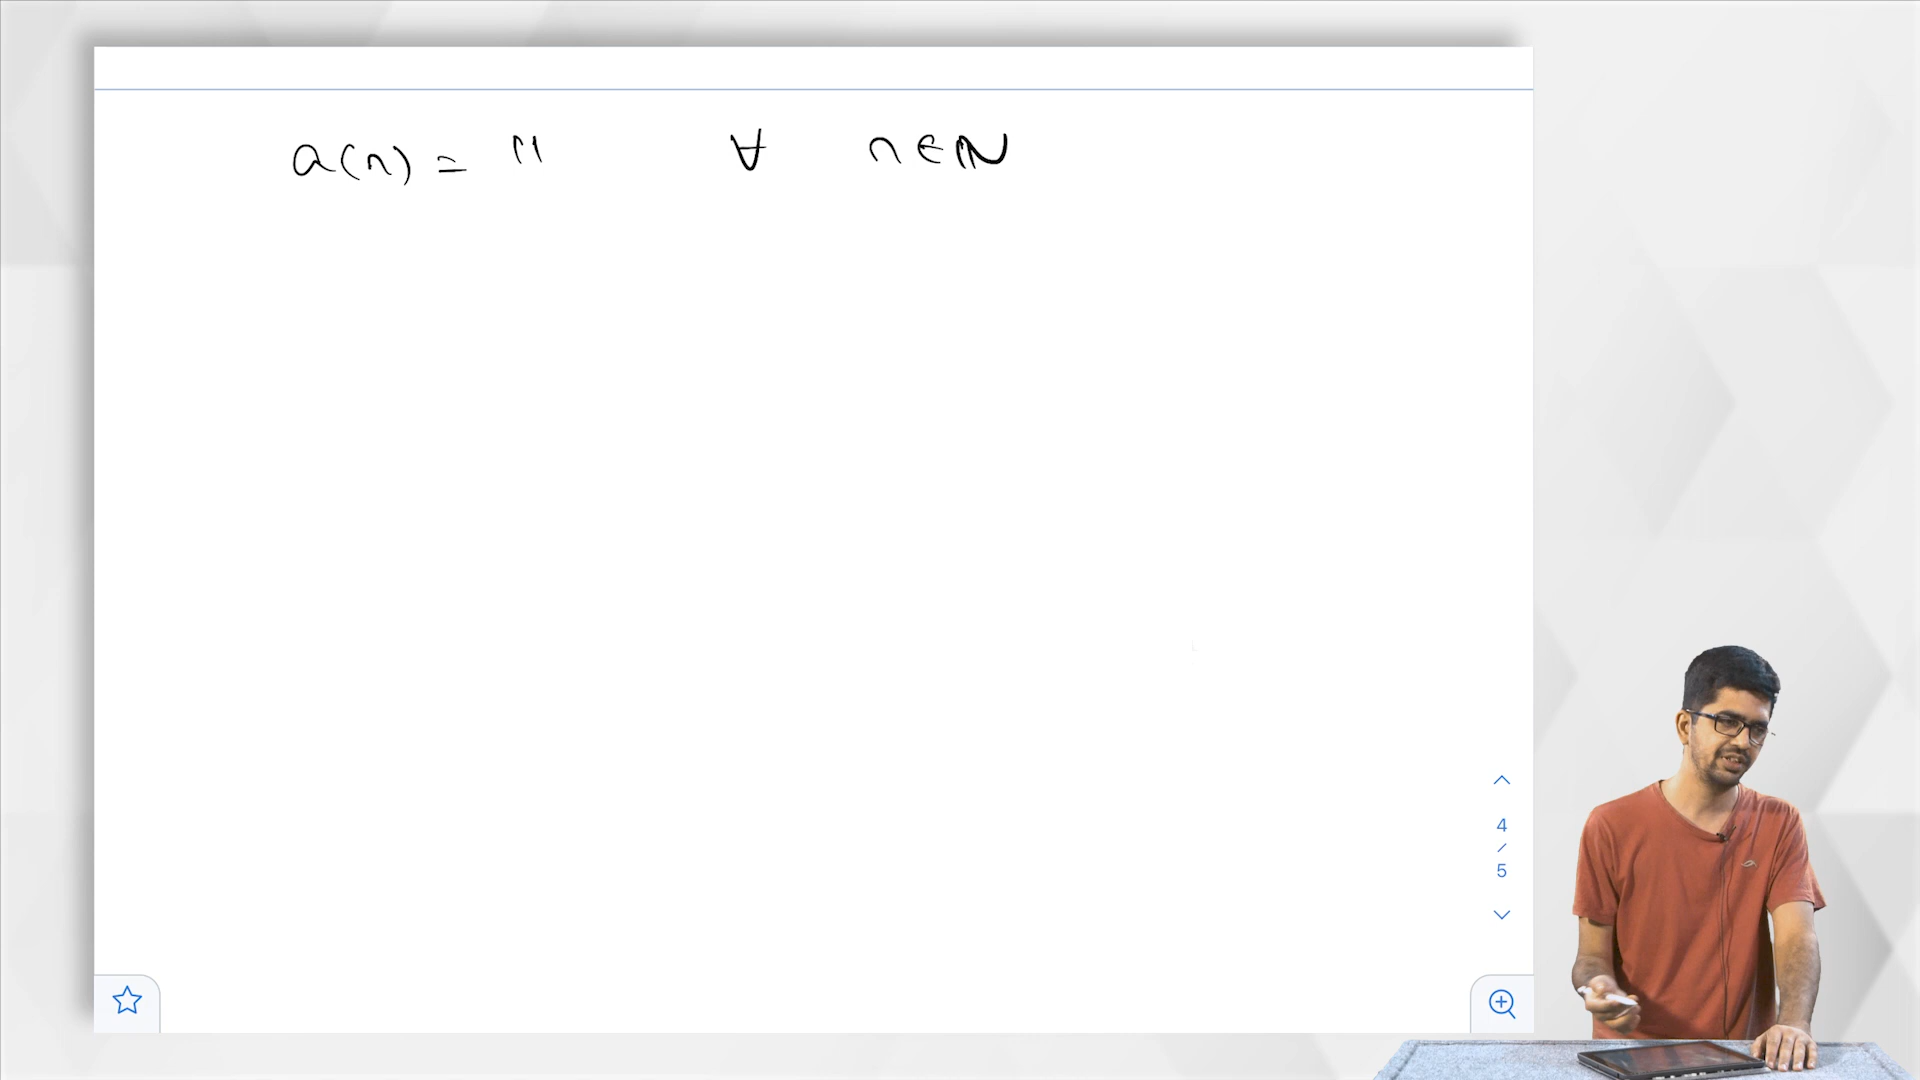 a(n) = 11 ∀ n ∈ ℕ
4
/
5